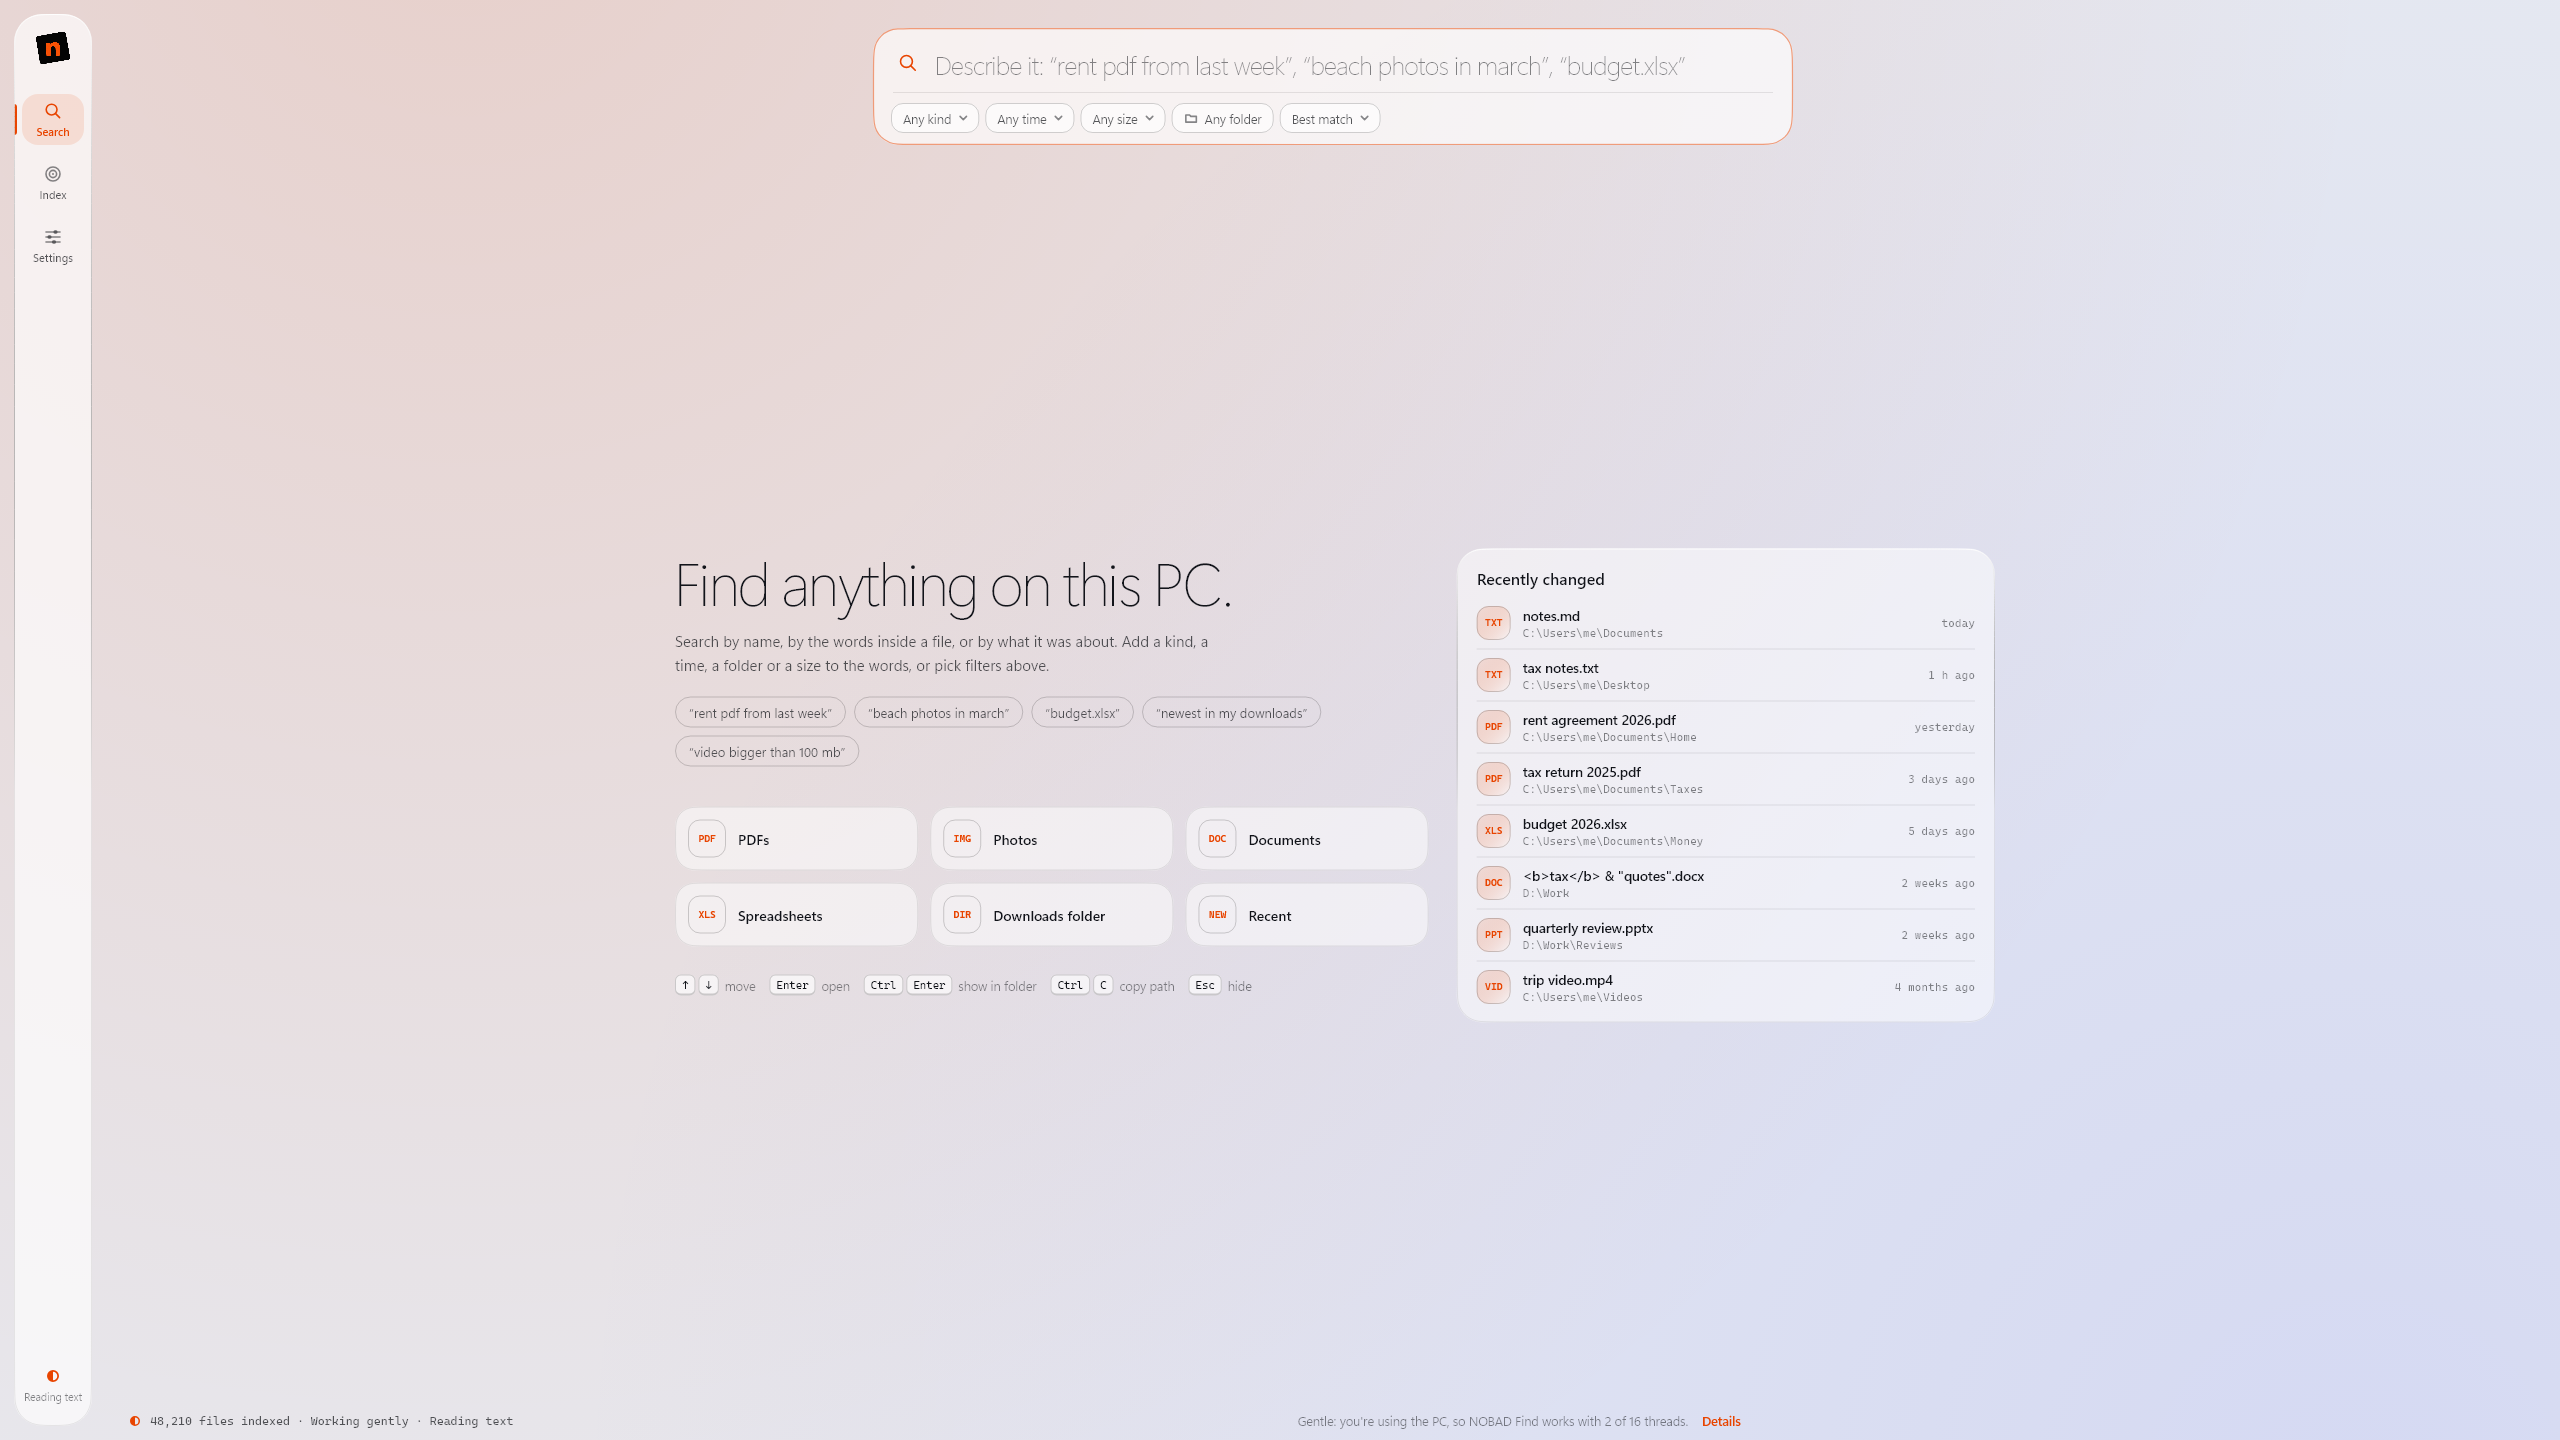 n
Search
Index
Settings
Reading text
Describe it: “rent pdf from last week”, “beach photos in march”, “budget.xlsx”
Any kind
Any time
Any size
Any folder
Best match
Find anything on this PC.
Search by name, by the words inside a file, or by what it was about. Add a kind, a
time, a folder or a size to the words, or pick filters above.
“rent pdf from last week”
“beach photos in march”
“budget.xlsx”
“newest in my downloads”
“video bigger than 100 mb”
PDF PDFs
IMG Photos
DOC Documents
XLS Spreadsheets
DIR Downloads folder
NEW Recent
↑ ↓ move Enter open Ctrl Enter show in folder Ctrl C copy path Esc hide
Recently changed
TXT notes.md today
C:\Users\me\Documents
TXT tax notes.txt 1 h ago
C:\Users\me\Desktop
PDF rent agreement 2026.pdf yesterday
C:\Users\me\Documents\Home
PDF tax return 2025.pdf 3 days ago
C:\Users\me\Documents\Taxes
XLS budget 2026.xlsx 5 days ago
C:\Users\me\Documents\Money
DOC <b>tax</b> & "quotes".docx 2 weeks ago
D:\Work
PPT quarterly review.pptx 2 weeks ago
D:\Work\Reviews
VID trip video.mp4 4 months ago
C:\Users\me\Videos
48,210 files indexed · Working gently · Reading text
Gentle: you're using the PC, so NOBAD Find works with 2 of 16 threads. Details